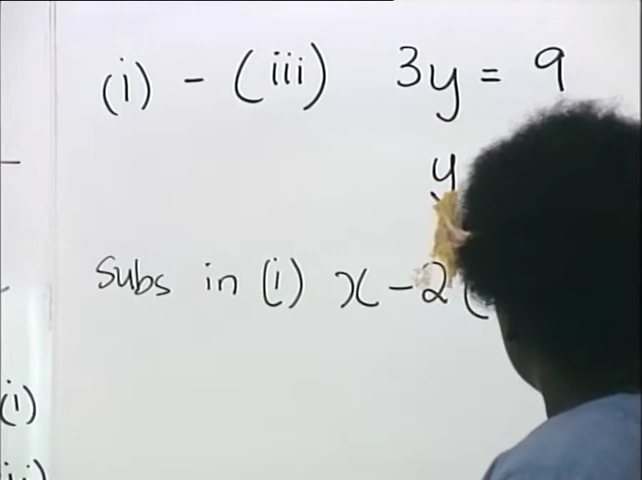 (i) - (iii) 3y = 9
y
Subs in (i) x - 2(
(i)